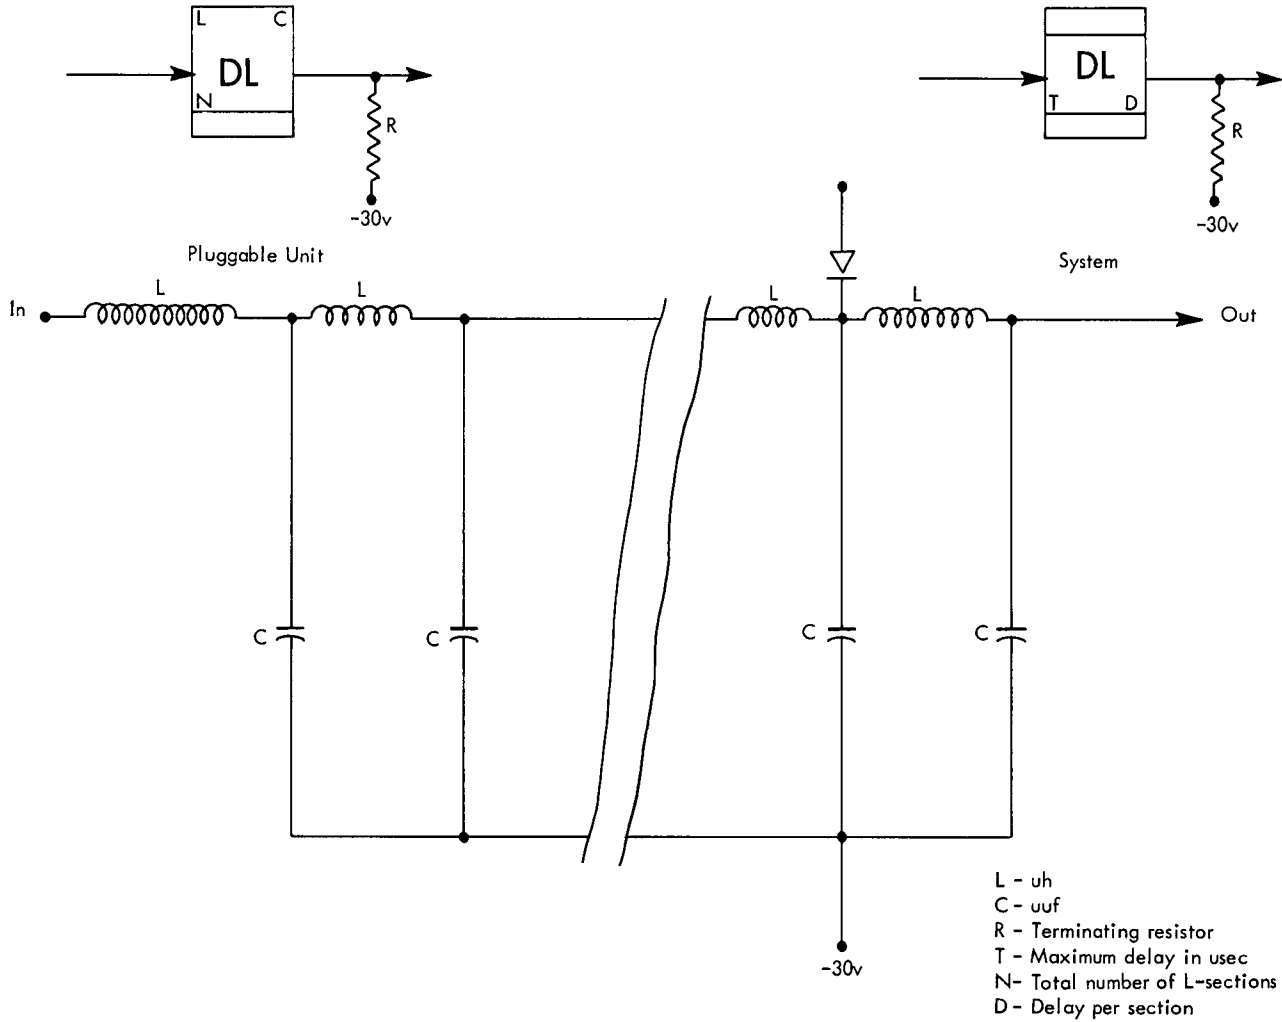 L C
DL
N
R
-30v
DL
T D
R
-30v
Pluggable Unit
System
In
L
L
L
L
Out
C
C
C
C
-30v
L - uh
C - uuf
R - Terminating resistor
T - Maximum delay in usec
N- Total number of L-sections
D - Delay per section